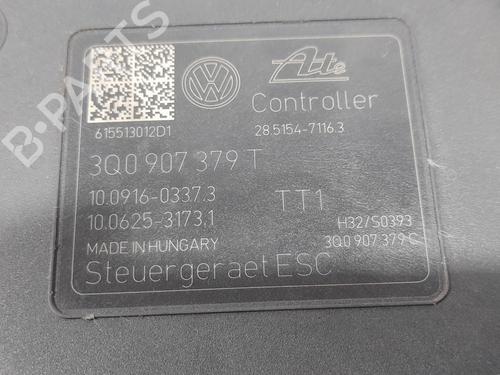 Ate
Controller
615513012D1
28.5154-7116.3
3Q0 907 379 T
10.0916-0337.3
TT1
10.0625-3173.1
H32/S0393
MADE IN HUNGARY
3Q0 907 379 C
Steuergeraet ESC
B-PARTS